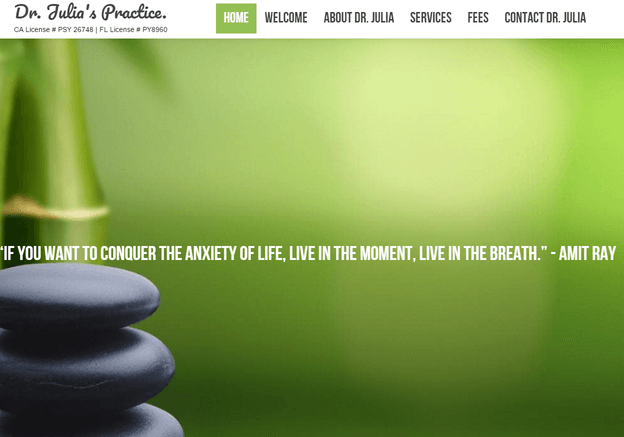 Dr. Julia's Practice.
CA License # PSY 26748 | FL License # PY8960
HOME WELCOME ABOUT DR. JULIA SERVICES FEES CONTACT DR. JULIA
“IF YOU WANT TO CONQUER THE ANXIETY OF LIFE, LIVE IN THE MOMENT, LIVE IN THE BREATH.” - AMIT RAY